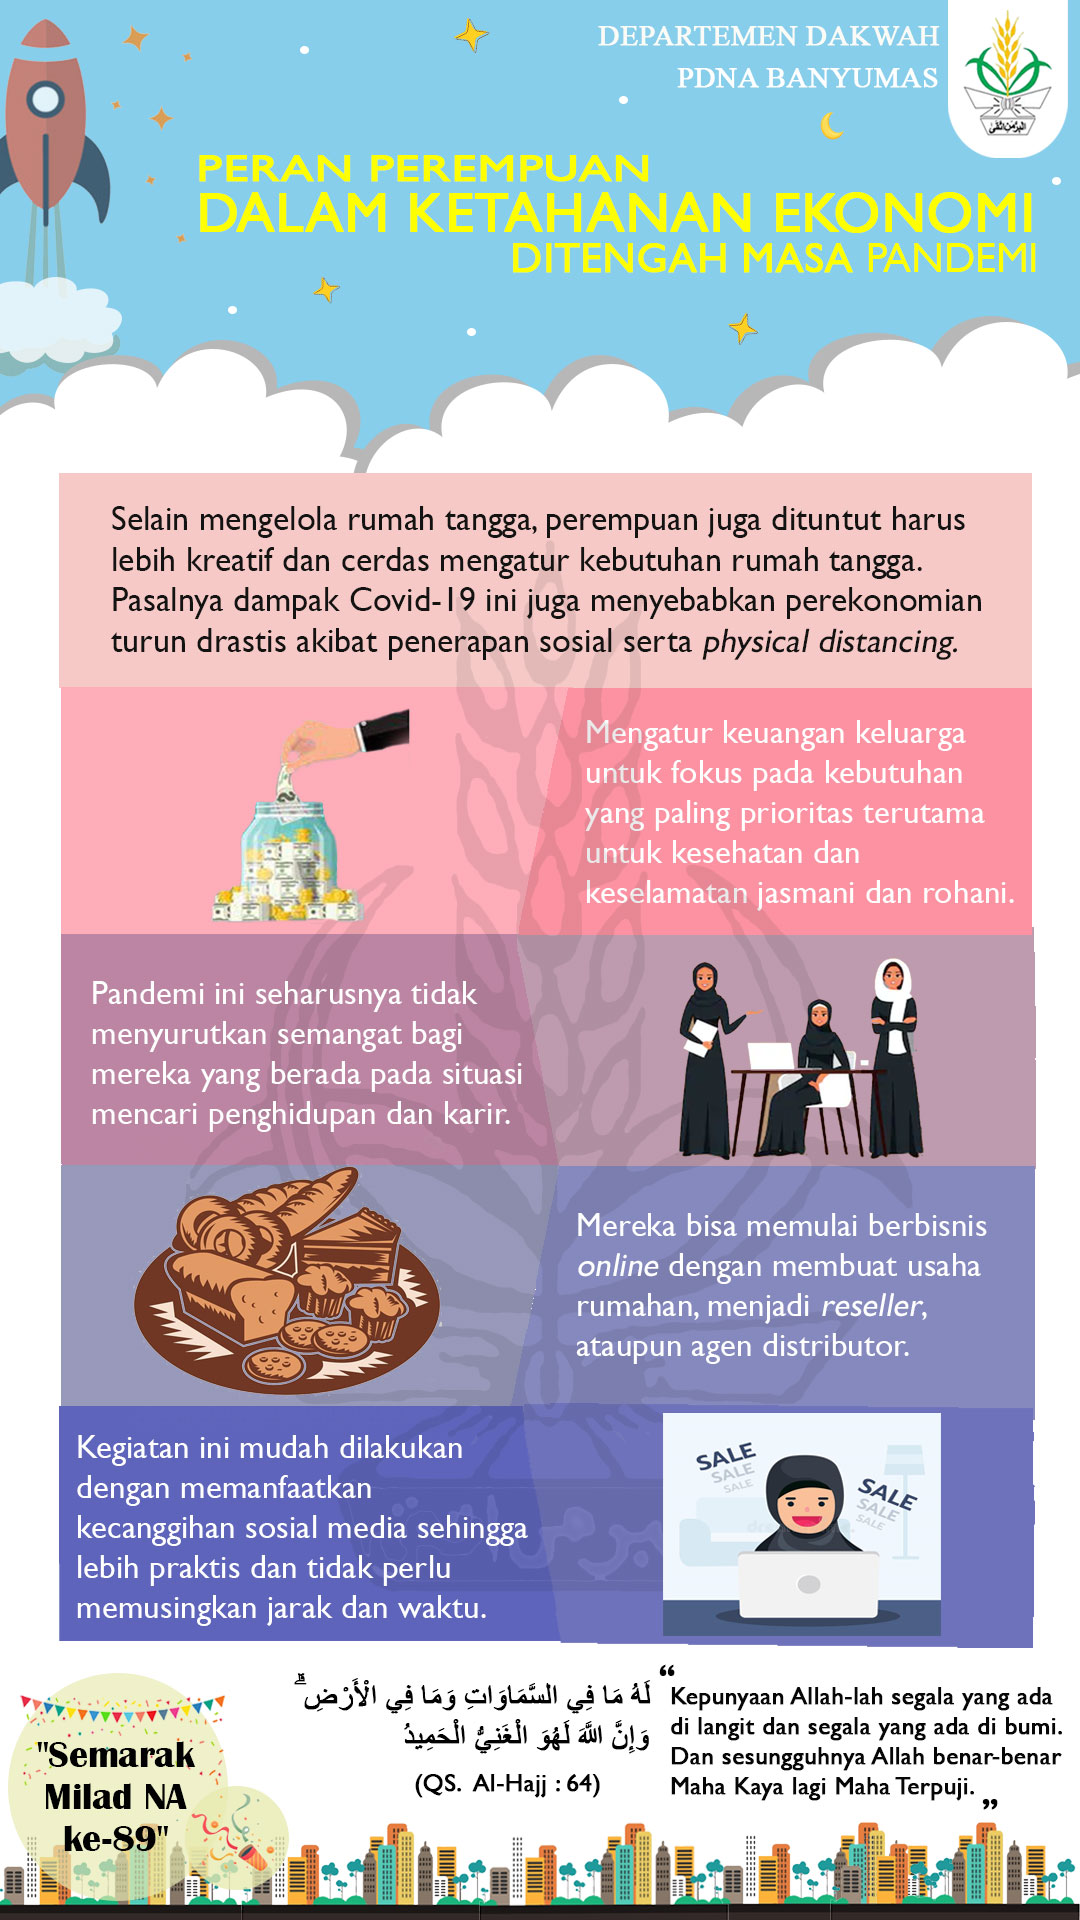 DEPARTEMEN DAKWAH
PDNA BANYUMAS
البر من اتقى
PERAN PEREMPUAN
DALAM KETAHANAN EKONOMI
DITENGAH MASA PANDEMI
Selain mengelola rumah tangga, perempuan juga dituntut harus
lebih kreatif dan cerdas mengatur kebutuhan rumah tangga.
Pasalnya dampak Covid-19 ini juga menyebabkan perekonomian
turun drastis akibat penerapan sosial serta physical distancing.
Mengatur keuangan keluarga
untuk fokus pada kebutuhan
yang paling prioritas terutama
untuk kesehatan dan
keselamatan jasmani dan rohani.
Pandemi ini seharusnya tidak
menyurutkan semangat bagi
mereka yang berada pada situasi
mencari penghidupan dan karir.
Mereka bisa memulai berbisnis
online dengan membuat usaha
rumahan, menjadi reseller,
ataupun agen distributor.
Kegiatan ini mudah dilakukan
dengan memanfaatkan
kecanggihan sosial media sehingga
lebih praktis dan tidak perlu
memusingkan jarak dan waktu.
SALE
SALE
SALE
SALE
SALE
SALE
"Semarak
Milad NA
ke-89"
لَهُ مَا فِي السَّمَاوَاتِ وَمَا فِي الْأَرْضِ ۗ
وَإِنَّ اللَّهَ لَهُوَ الْغَنِيُّ الْحَمِيدُ
(QS. Al-Hajj : 64)
“Kepunyaan Allah-lah segala yang ada
di langit dan segala yang ada di bumi.
Dan sesungguhnya Allah benar-benar
Maha Kaya lagi Maha Terpuji.”